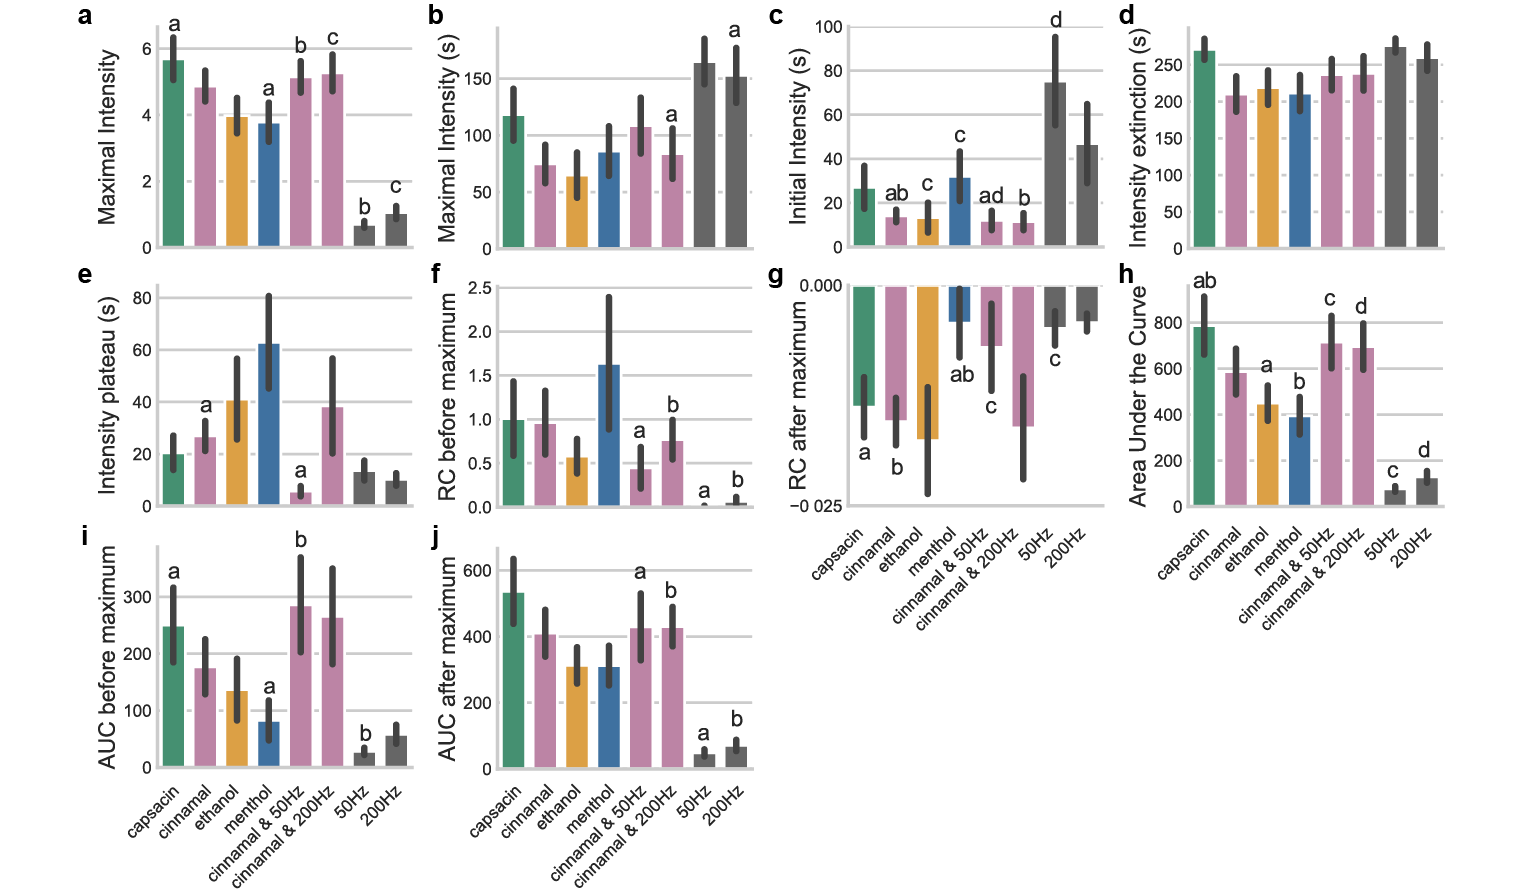 a
Maximal Intensity
6
4
2
0
a
a
b
c
b
c
b
Maximal Intensity (s)
150
100
50
0
a
a
c
Initial Intensity (s)
100
80
60
40
20
0
ab
c
c
ad
b
d
d
Intensity extinction (s)
250
200
150
100
50
0
e
Intensity plateau (s)
80
60
40
20
0
a
a
f
RC before maximum
2.5
2.0
1.5
1.0
0.5
0.0
a
b
a
b
g
RC after maximum
0.000
−0 025
a
b
ab
c
c
capsacin
cinnamal
ethanol
menthol
cinnamal & 50Hz
cinnamal & 200Hz
50Hz
200Hz
h
Area Under the Curve
800
600
400
200
0
ab
a
b
c
d
c
d
capsacin
cinnamal
ethanol
menthol
cinnamal & 50Hz
cinnamal & 200Hz
50Hz
200Hz
i
AUC before maximum
300
200
100
0
a
a
b
b
capsacin
cinnamal
ethanol
menthol
cinnamal & 50Hz
cinnamal & 200Hz
50Hz
200Hz
j
AUC after maximum
600
400
200
0
a
b
a
b
capsacin
cinnamal
ethanol
menthol
cinnamal & 50Hz
cinnamal & 200Hz
50Hz
200Hz